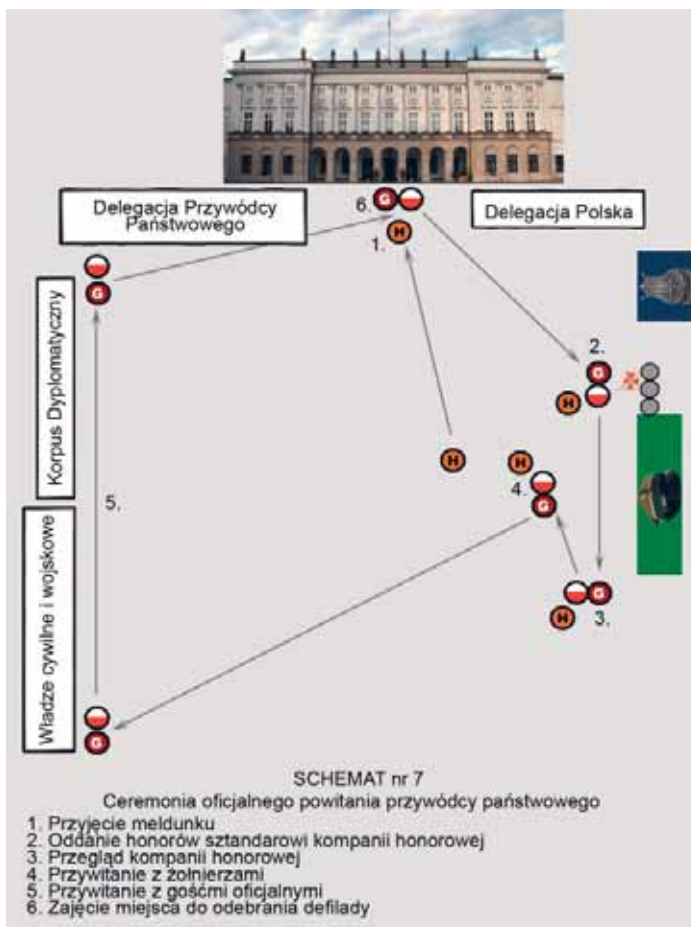 6.
Delegacja Przywódcy
Państwowego
Delegacja Polska
G
H
1.
G
Korpus Dyplomatyczny
2.
G
H
H
H
4.
G
5.
G
H
3.
Władze cywilne i wojskowe
G
SCHEMAT nr 7
Ceremonia oficjalnego powitania przywódcy państwowego
1. Przyjęcie meldunku
2. Oddanie honorów sztandarowi kompanii honorowej
3. Przegląd kompanii honorowej
4. Przywitanie z żołnierzami
5. Przywitanie z gośćmi oficjalnymi
6. Zajęcie miejsca do odebrania defilady